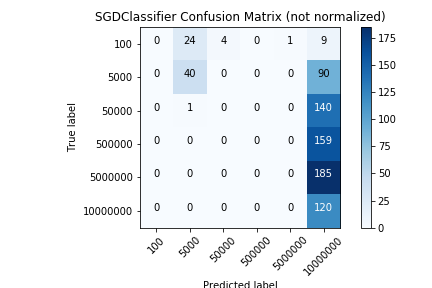 SGDClassifier Confusion Matrix (not normalized)
100 0 24 4 0 1 9 175
5000 0 40 0 0 0 90 150
50000 0 1 0 0 0 140 125
500000 0 0 0 0 0 159 100
5000000 0 0 0 0 0 185 75
10000000 0 0 0 0 0 120 50
25
0
True label
100 5000 50000 500000 5000000 10000000
Predicted label